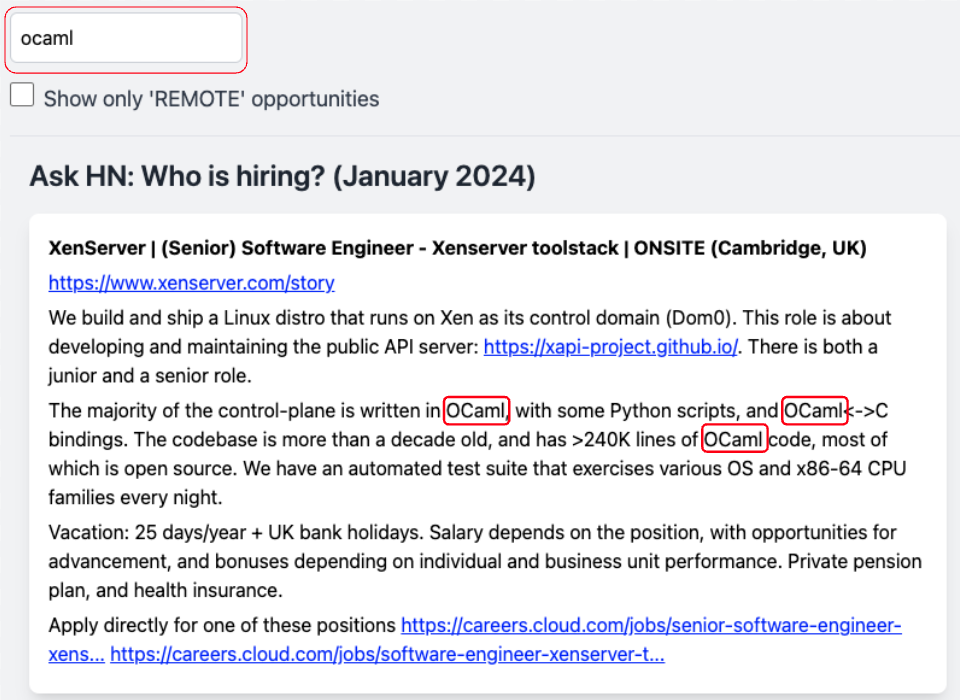 ocaml
Show only 'REMOTE' opportunities
Ask HN: Who is hiring? (January 2024)
XenServer | (Senior) Software Engineer - Xenserver toolstack | ONSITE (Cambridge, UK)
https://www.xenserver.com/story
We build and ship a Linux distro that runs on Xen as its control domain (Dom0). This role is about
developing and maintaining the public API server: https://xapi-project.github.io/. There is both a
junior and a senior role.
The majority of the control-plane is written in OCaml, with some Python scripts, and OCaml<->C
bindings. The codebase is more than a decade old, and has >240K lines of OCaml code, most of
which is open source. We have an automated test suite that exercises various OS and x86-64 CPU
families every night.
Vacation: 25 days/year + UK bank holidays. Salary depends on the position, with opportunities for
advancement, and bonuses depending on individual and business unit performance. Private pension
plan, and health insurance.
Apply directly for one of these positions https://careers.cloud.com/jobs/senior-software-engineer-
xens... https://careers.cloud.com/jobs/software-engineer-xenserver-t...